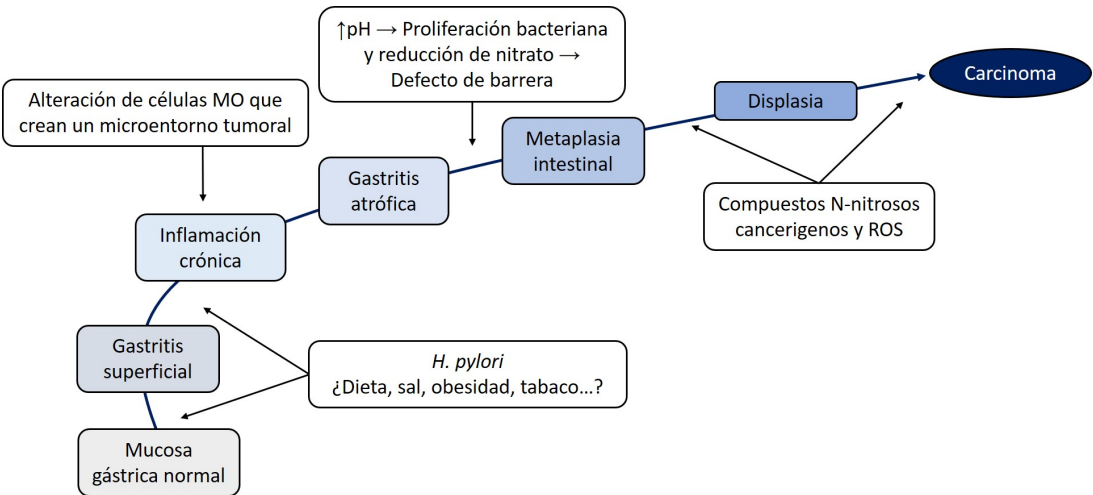 ↑pH → Proliferación bacteriana
y reducción de nitrato →
Defecto de barrera
Carcinoma
Alteración de células MO que
crean un microentorno tumoral
Displasia
Metaplasia
intestinal
Gastritis
atrófica
Compuestos N-nitrosos
cancerigenos y ROS
Inflamación
crónica
Gastritis
superficial
H. pylori
¿Dieta, sal, obesidad, tabaco...?
Mucosa
gástrica normal